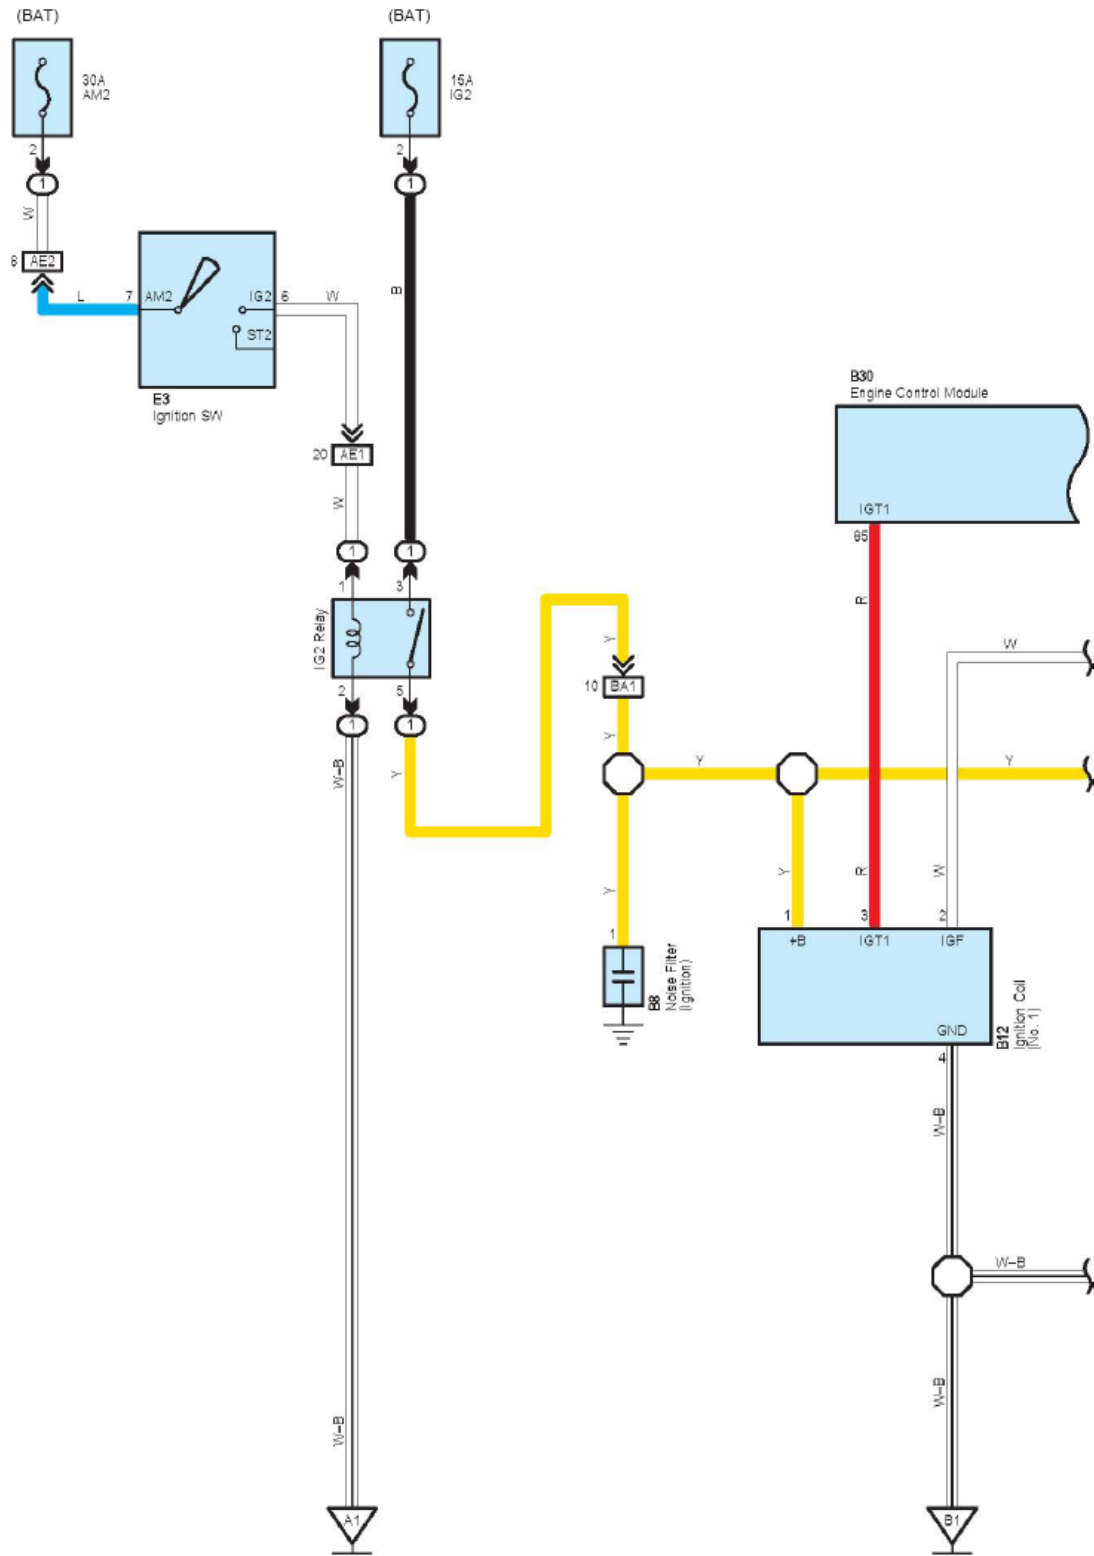 (BAT)
(BAT)
30A
AM2
15A
IG2
2
2
1
1
W
8 AE2
L
7
AM2
IG2
6
W
ST2
B
E3
Ignition SW
B30
Engine Control Module
20 AE1
W
IGT1
65
1
1
1
3
R
IG2 Relay
Y
W
10 BA1
2
5
1
1
Y
W-B
Y
Y
Y
Y
Y
R
W
1
3
2
1
+B
IGT1
IGF
B8
Noise Filter
(Ignition)
GND
B12
Ignition Coil
(No. 1)
4
W-B
W-B
W-B
W-B
A1
B1